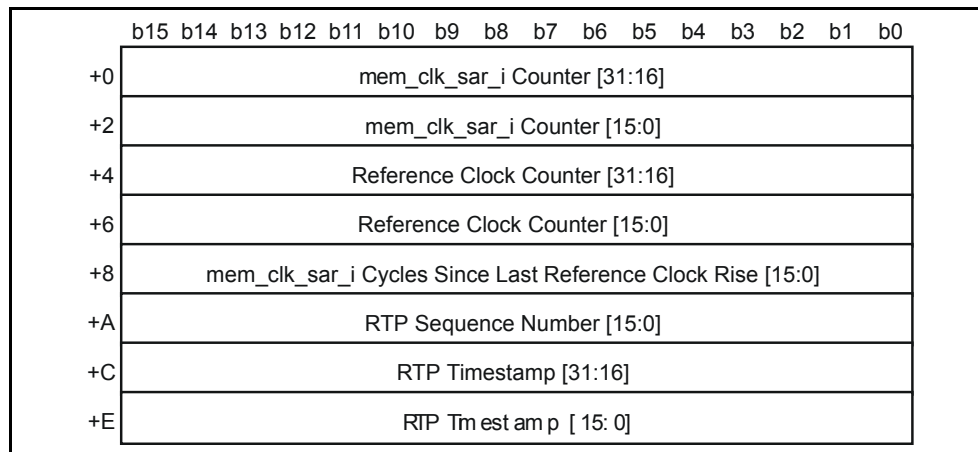 b15 b14 b13 b12 b11 b10 b9 b8 b7 b6 b5 b4 b3 b2 b1 b0
+0 mem_clk_sar_i Counter [31:16]
+2 mem_clk_sar_i Counter [15:0]
+4 Reference Clock Counter [31:16]
+6 Reference Clock Counter [15:0]
+8 mem_clk_sar_i Cycles Since Last Reference Clock Rise [15:0]
+A RTP Sequence Number [15:0]
+C RTP Timestamp [31:16]
+E RTP Tm est am p [ 15: 0]